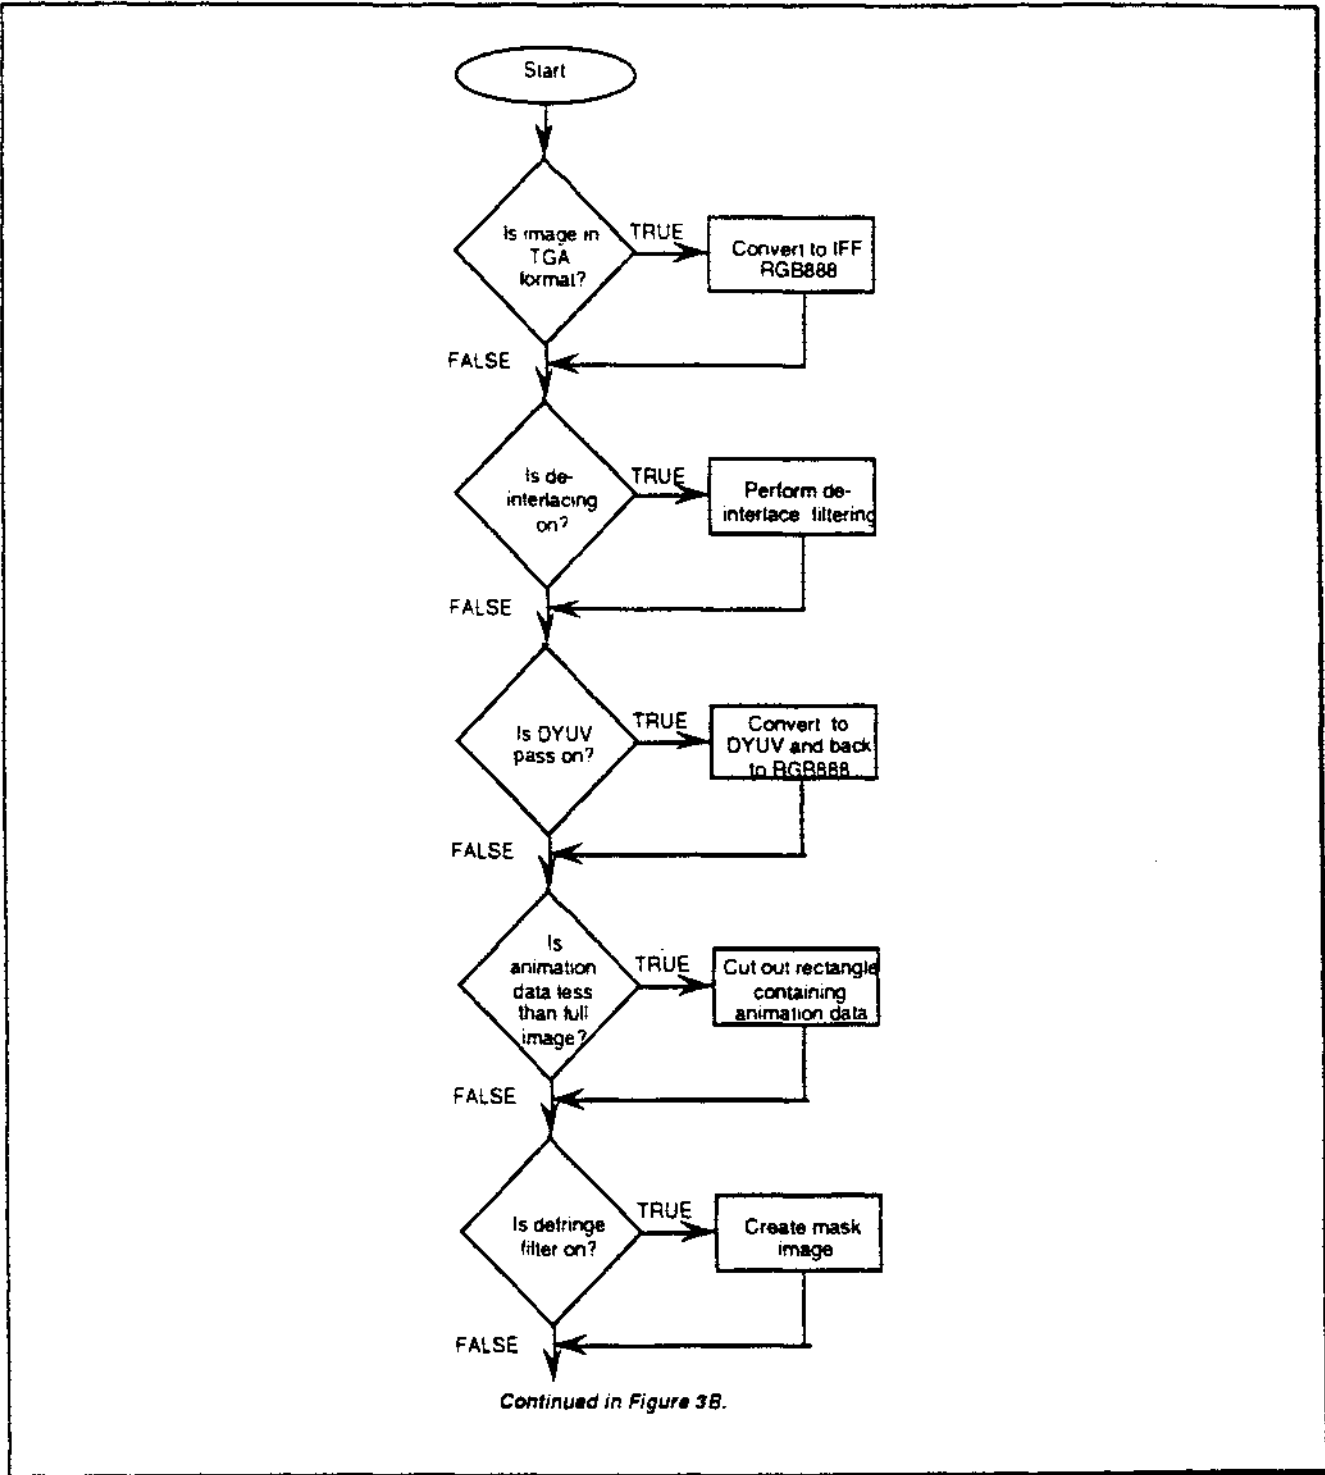 Start
Is image in
TGA
format?
TRUE
Convert to IFF
RGB888
FALSE
Is de-
interlacing
on?
TRUE
Perform de-
interlace filtering
FALSE
Is DYUV
pass on?
TRUE
Convert to
DYUV and back
to RGB888
FALSE
Is
animation
data less
than full
image?
TRUE
Cut out rectangle
containing
animation data
FALSE
Is defringe
filter on?
TRUE
Create mask
image
FALSE
Continued in Figure 3B.